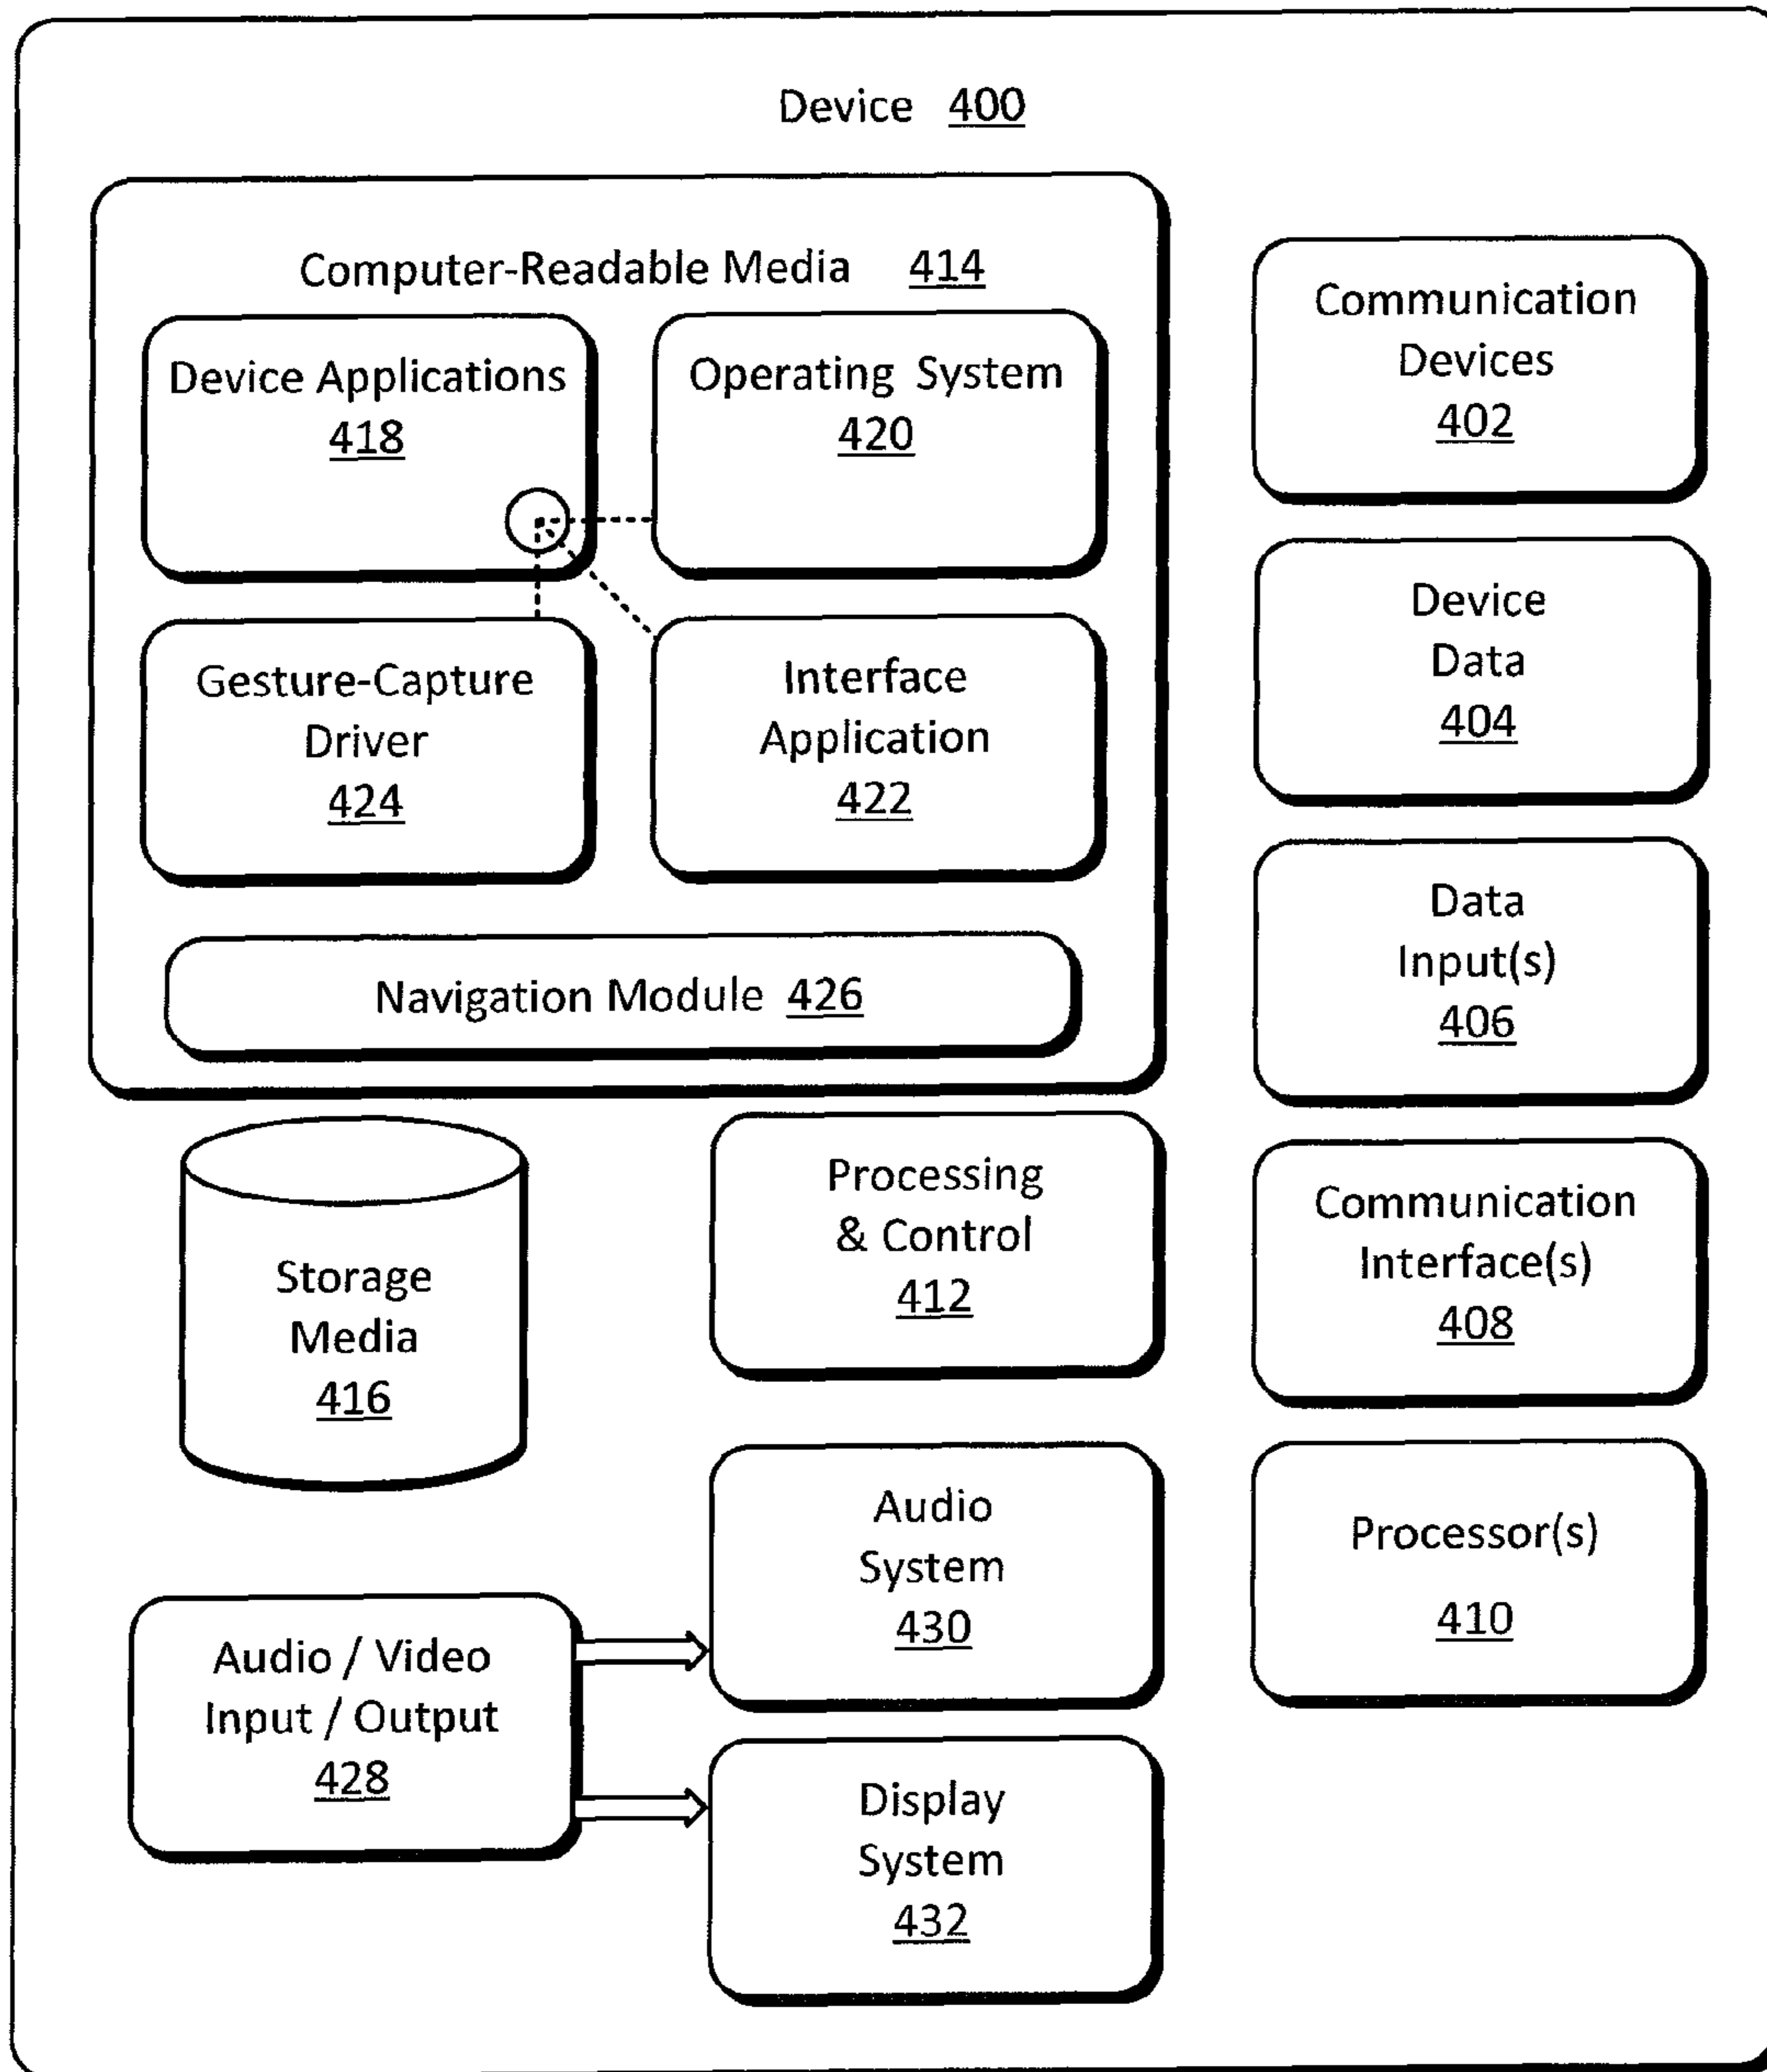 Device 400
Computer-Readable Media 414
Device Applications
418
Operating System
420
Gesture-Capture
Driver
424
Interface
Application
422
Navigation Module 426
Storage
Media
416
Processing
& Control
412
Audio / Video
Input / Output
428
Audio
System
430
Display
System
432
Communication
Devices
402
Device
Data
404
Data
Input(s)
406
Communication
Interface(s)
408
Processor(s)
410